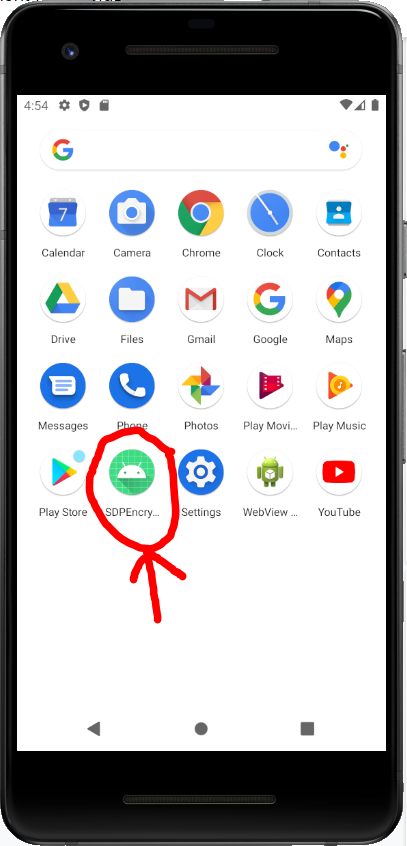 4:54
Calendar Camera Chrome Clock Contacts
Drive Files Gmail Google Maps
Messages Phone Photos Play Movi... Play Music
Play Store SDPEncry... Settings WebView ... YouTube